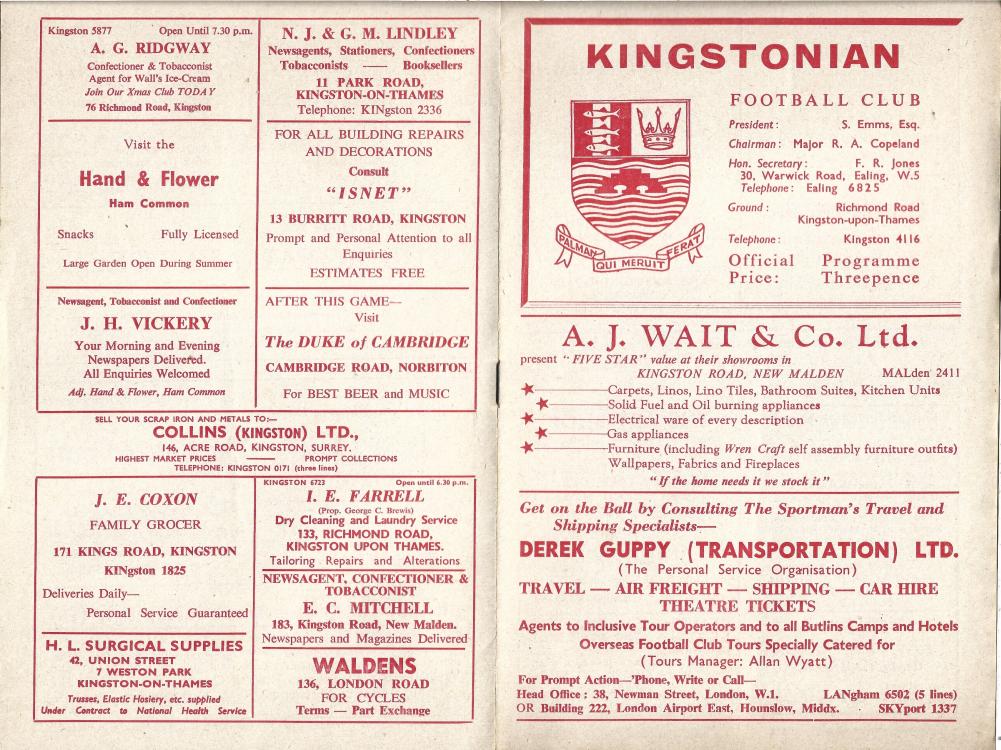 Kingston 5877 Open Until 7.30 p.m.
A. G. RIDGWAY
Confectioner & Tobacconist
Agent for Wall's Ice-Cream
Join Our Xmas Club TODAY
76 Richmond Road, Kingston
Visit the
Hand & Flower
Ham Common
Snacks Fully Licensed
Large Garden Open During Summer
Newsagent, Tobacconist and Confectioner
J. H. VICKERY
Your Morning and Evening
Newspapers Delivered.
All Enquiries Welcomed
Adj. Hand & Flower, Ham Common
N. J. & G. M. LINDLEY
Newsagents, Stationers, Confectioners
Tobacconists —— Booksellers
11 PARK ROAD,
KINGSTON-ON-THAMES
Telephone: KINgston 2336
FOR ALL BUILDING REPAIRS
AND DECORATIONS
Consult
"ISNET"
13 BURRITT ROAD, KINGSTON
Prompt and Personal Attention to all
Enquiries
ESTIMATES FREE
AFTER THIS GAME—
Visit
The DUKE of CAMBRIDGE
CAMBRIDGE ROAD, NORBITON
For BEST BEER and MUSIC
SELL YOUR SCRAP IRON AND METALS TO:—
COLLINS (KINGSTON) LTD.,
146, ACRE ROAD, KINGSTON, SURREY.
HIGHEST MARKET PRICES —— PROMPT COLLECTIONS
TELEPHONE: KINGSTON 0171 (three lines)
J. E. COXON
FAMILY GROCER
171 KINGS ROAD, KINGSTON
KINgston 1825
Deliveries Daily—
Personal Service Guaranteed
H. L. SURGICAL SUPPLIES
42, UNION STREET
7 WESTON PARK
KINGSTON-ON-THAMES
Trusses, Elastic Hosiery, etc. supplied
Under Contract to National Health Service
KINGSTON 6723 Open until 6.30 p.m.
I. E. FARRELL
(Prop. George C. Brewis)
Dry Cleaning and Laundry Service
133, RICHMOND ROAD,
KINGSTON UPON THAMES.
Tailoring Repairs and Alterations
NEWSAGENT, CONFECTIONER &
TOBACCONIST
E. C. MITCHELL
183, Kingston Road, New Malden.
Newspapers and Magazines Delivered
WALDENS
136, LONDON ROAD
FOR CYCLES
Terms — Part Exchange
KINGSTONIAN
FOOTBALL CLUB
President: S. Emms, Esq.
Chairman: Major R. A. Copeland
Hon. Secretary: F. R. Jones
30, Warwick Road, Ealing, W.5
Telephone: Ealing 6825
Ground: Richmond Road
Kingston-upon-Thames
Telephone: Kingston 4116
Official Programme
Price: Threepence
PALMAM QUI MERUIT FERAT
A. J. WAIT & Co. Ltd.
present "FIVE STAR" value at their showrooms in
KINGSTON ROAD, NEW MALDEN MALden 2411
Carpets, Linos, Lino Tiles, Bathroom Suites, Kitchen Units
Solid Fuel and Oil burning appliances
Electrical ware of every description
Gas appliances
Furniture (including Wren Craft self assembly furniture outfits)
Wallpapers, Fabrics and Fireplaces
"If the home needs it we stock it"
Get on the Ball by Consulting The Sportman's Travel and
Shipping Specialists—
DEREK GUPPY (TRANSPORTATION) LTD.
(The Personal Service Organisation)
TRAVEL — AIR FREIGHT — SHIPPING — CAR HIRE
THEATRE TICKETS
Agents to Inclusive Tour Operators and to all Butlins Camps and Hotels
Overseas Football Club Tours Specially Catered for
(Tours Manager: Allan Wyatt)
For Prompt Action—'Phone, Write or Call—
Head Office: 38, Newman Street, London, W.1. LANgham 6502 (5 lines)
OR Building 222, London Airport East, Hounslow, Middx. SKYport 1337